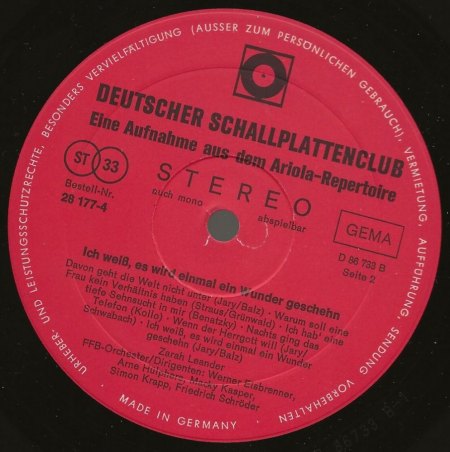 URHEBER- UND LEISTUNGSSCHUTZRECHTE, BESONDERS VERVIELFÄLTIGUNG (AUSSER ZUM PERSÖNLICHEN GEBRAUCH), VERMIETUNG, AUFFÜHRUNG, SENDUNG VORBEHALTEN
DEUTSCHER SCHALLPLATTENCLUB
Eine Aufnahme aus dem Ariola-Repertoire
ST 33
Bestell-Nr.
28 177-4
STEREO
auch mono abspielbar
GEMA
D 86 733 B
Seite 2
Ich weiß, es wird einmal ein Wunder geschehn
Davon geht die Welt nicht unter (Jary/Balz) · Warum soll eine
Frau kein Verhältnis haben (Straus/Grünwald) · Ich hab' eine
tiefe Sehnsucht in mir (Benatzky) · Nachts ging das
Telefon (Kollo) · Wenn der Herrgott will (Jary/
Schwabach) · Ich weiß, es wird einmal ein Wunder
geschehn (Jary/Balz)
Zarah Leander
FFB-Orchester/Dirigenten: Werner Eisbrenner,
Arne Hülphers, Macky Kasper,
Simon Krapp, Friedrich Schröder
MADE IN GERMANY